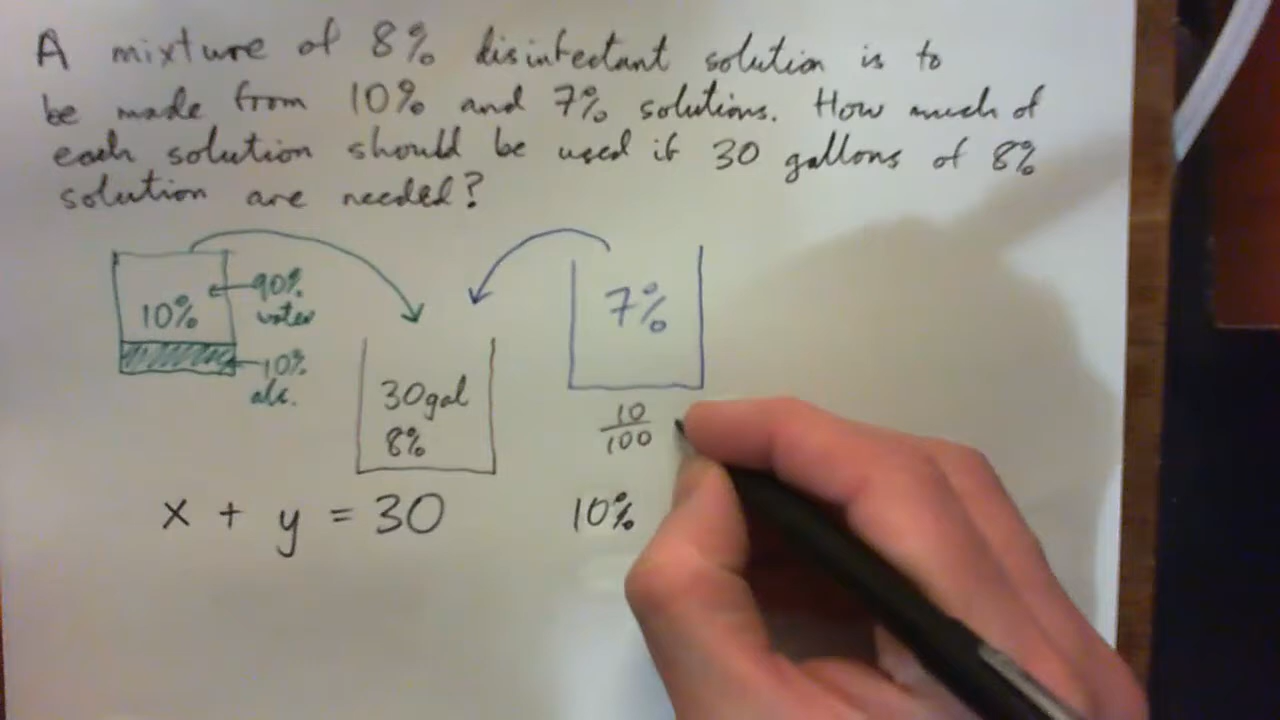 A mixture of 8% disinfectant solution is to
be made from 10% and 7% solutions. How much of
each solution should be used if 30 gallons of 8%
solution are needed?
10%
90%
water
10%
alc.
30gal
8%
7%
10
100
x + y = 30
10%